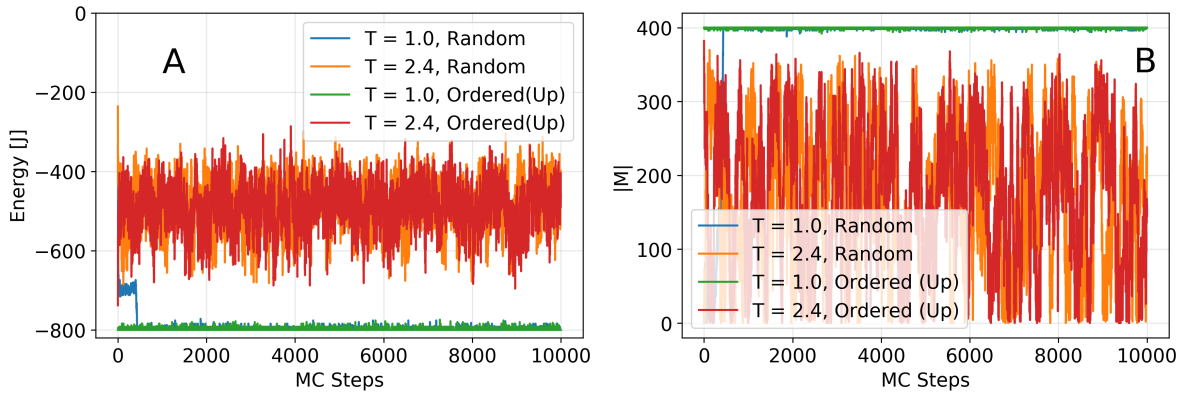 A
T = 1.0, Random
T = 2.4, Random
T = 1.0, Ordered(Up)
T = 2.4, Ordered(Up)
Energy [J]
0
−200
−400
−600
−800
0 2000 4000 6000 8000 10000
MC Steps
B
|M|
400
300
200
100
0
T = 1.0, Random
T = 2.4, Random
T = 1.0, Ordered (Up)
T = 2.4, Ordered (Up)
0 2000 4000 6000 8000 10000
MC Steps